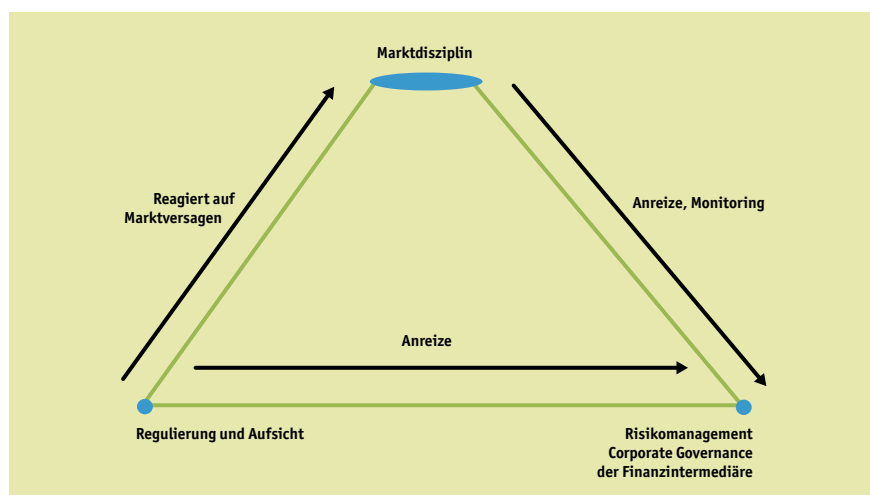 Marktdisziplin
Reagiert auf
Marktversagen
Anreize, Monitoring
Anreize
Regulierung und Aufsicht
Risikomanagement
Corporate Governance
der Finanzintermediäre